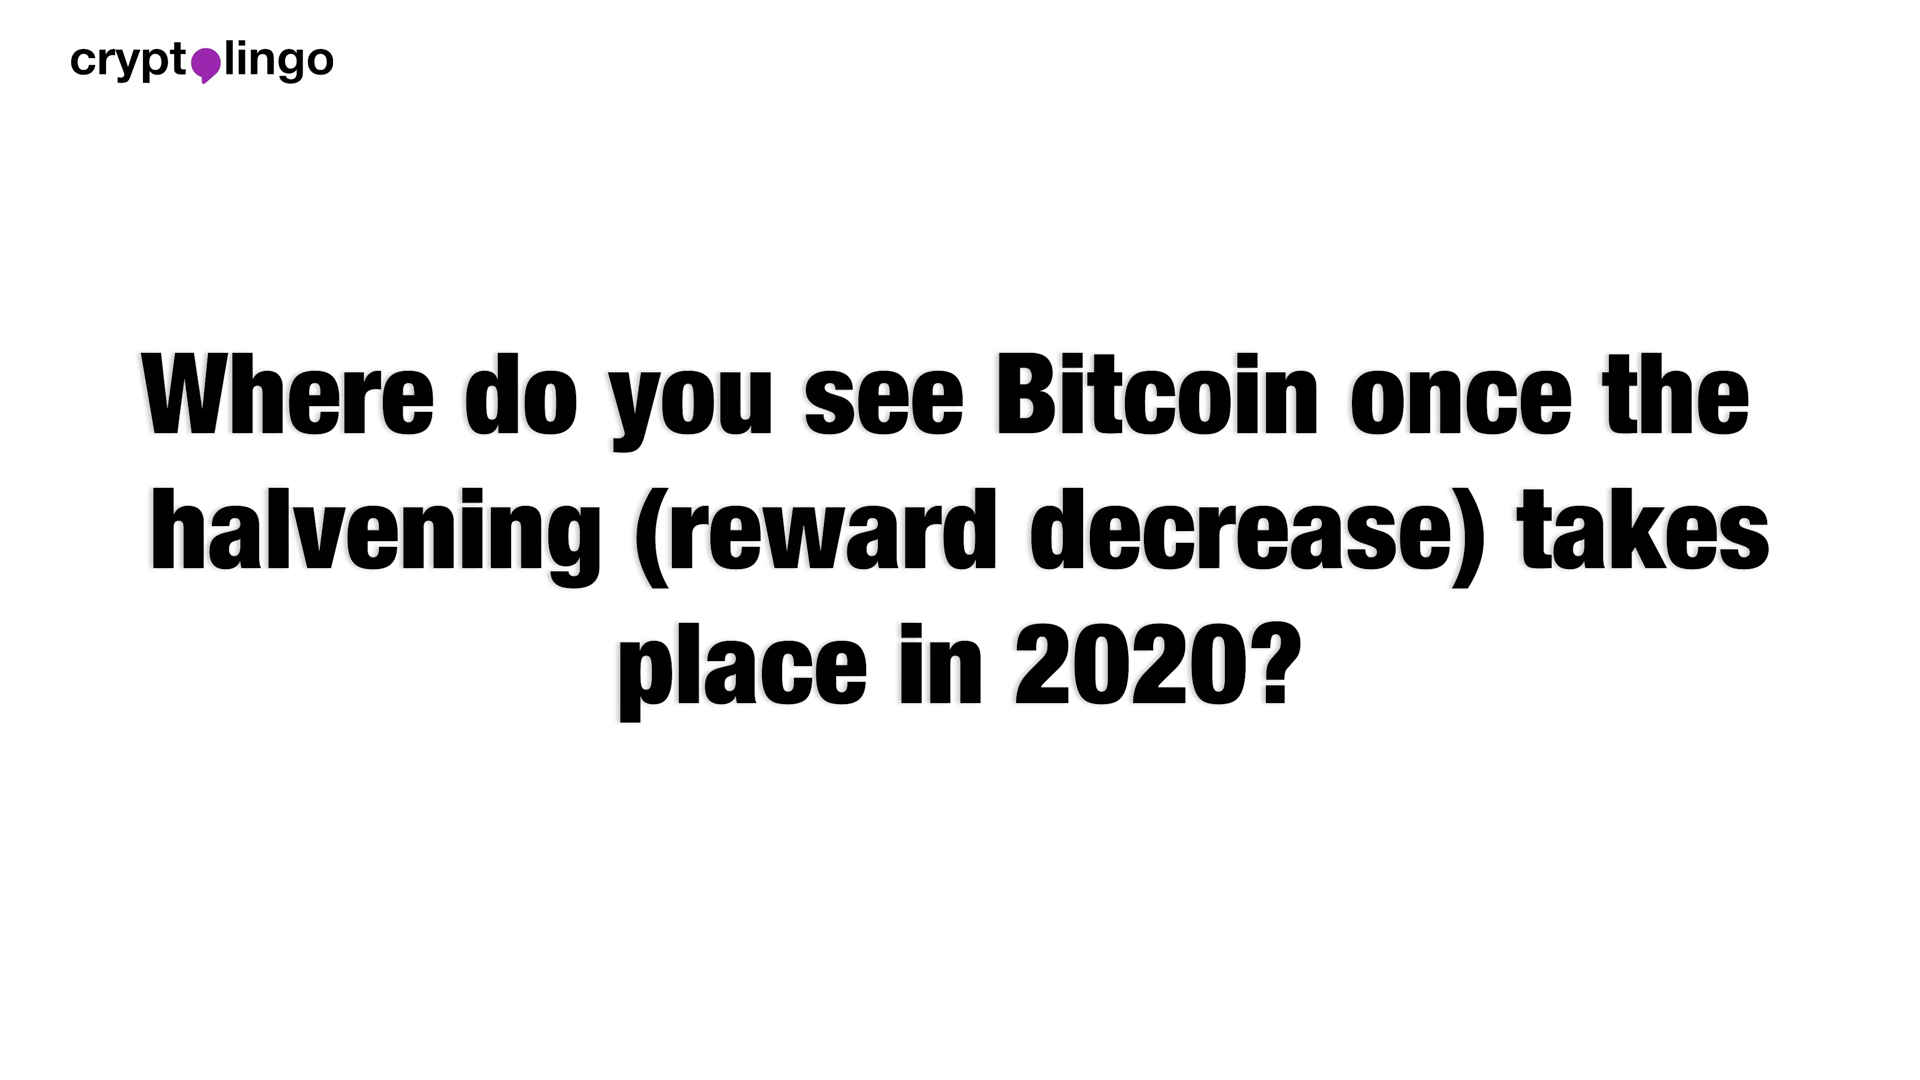 cryptolingo
Where do you see Bitcoin once the
halvening (reward decrease) takes
place in 2020?